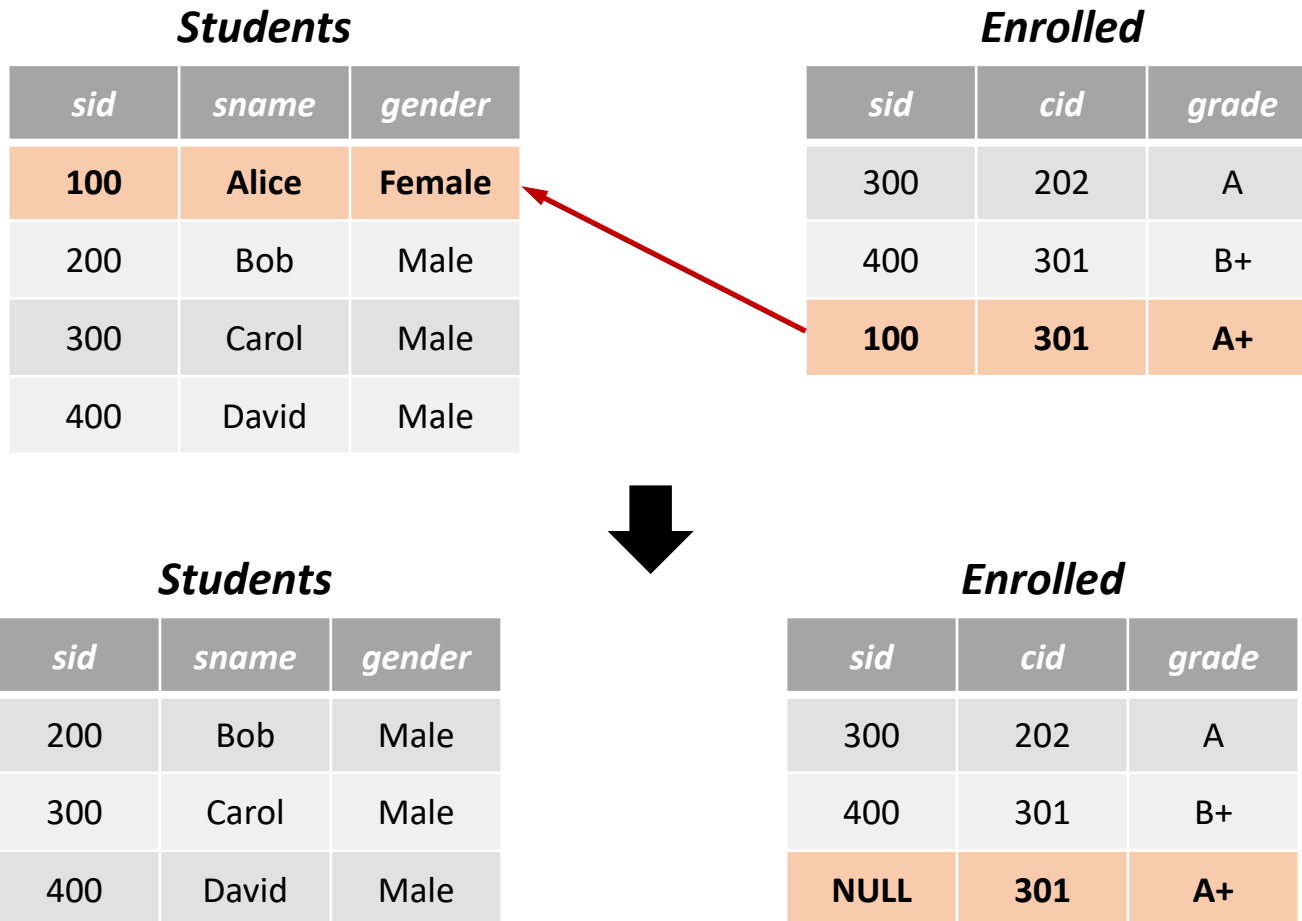 Students
sid sname gender
100 Alice Female
200 Bob Male
300 Carol Male
400 David Male
Enrolled
sid cid grade
300 202 A
400 301 B+
100 301 A+
Students
sid sname gender
200 Bob Male
300 Carol Male
400 David Male
Enrolled
sid cid grade
300 202 A
400 301 B+
NULL 301 A+